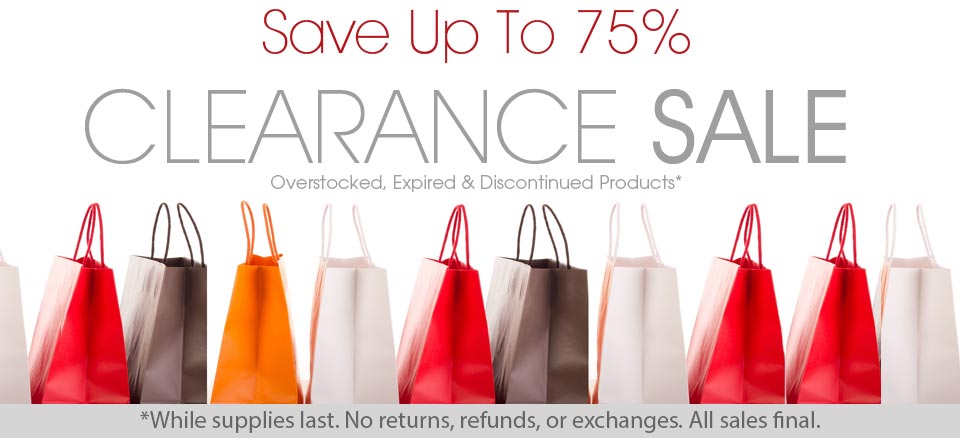 Save Up To 75%
CLEARANCE SALE
Overstocked, Expired & Discontinued Products*
*While supplies last. No returns, refunds, or exchanges. All sales final.